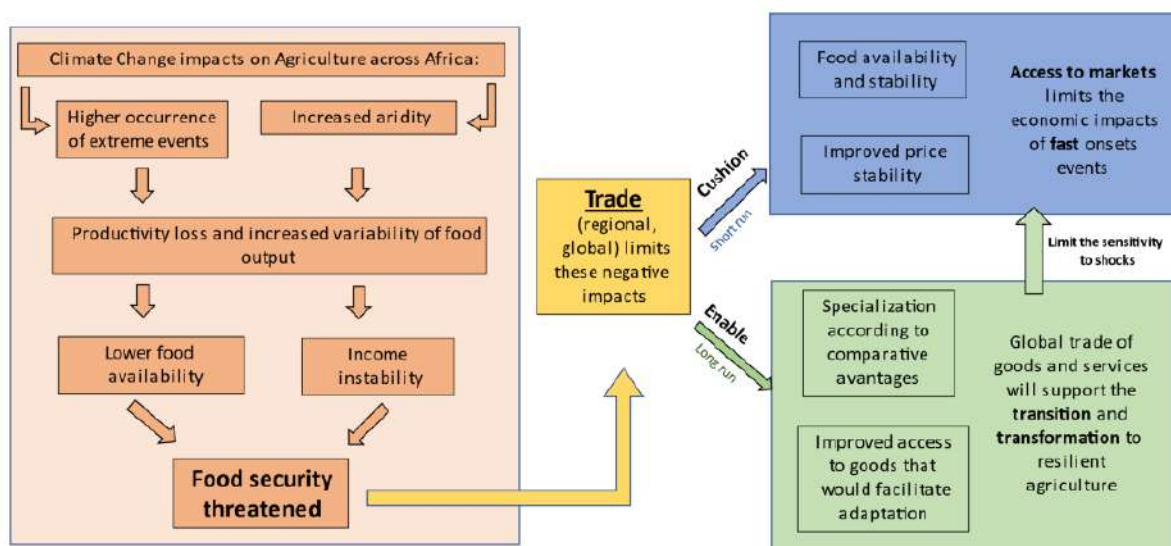 Climate Change impacts on Agriculture across Africa:
Higher occurrence
of extreme events
Increased aridity
Productivity loss and increased variability of food
output
Lower food
availability
Income
instability
Food security
threatened
Trade
(regional,
global) limits
these negative
impacts
Cushion
Short run
Enable
Long run
Food availability
and stability
Improved price
stability
Access to markets
limits the
economic impacts
of fast onsets
events
Limit the sensitivity
to shocks
Specialization
according to
comparative
avantages
Improved access
to goods that
would facilitate
adaptation
Global trade of
goods and services
will support the
transition and
transformation to
resilient
agriculture